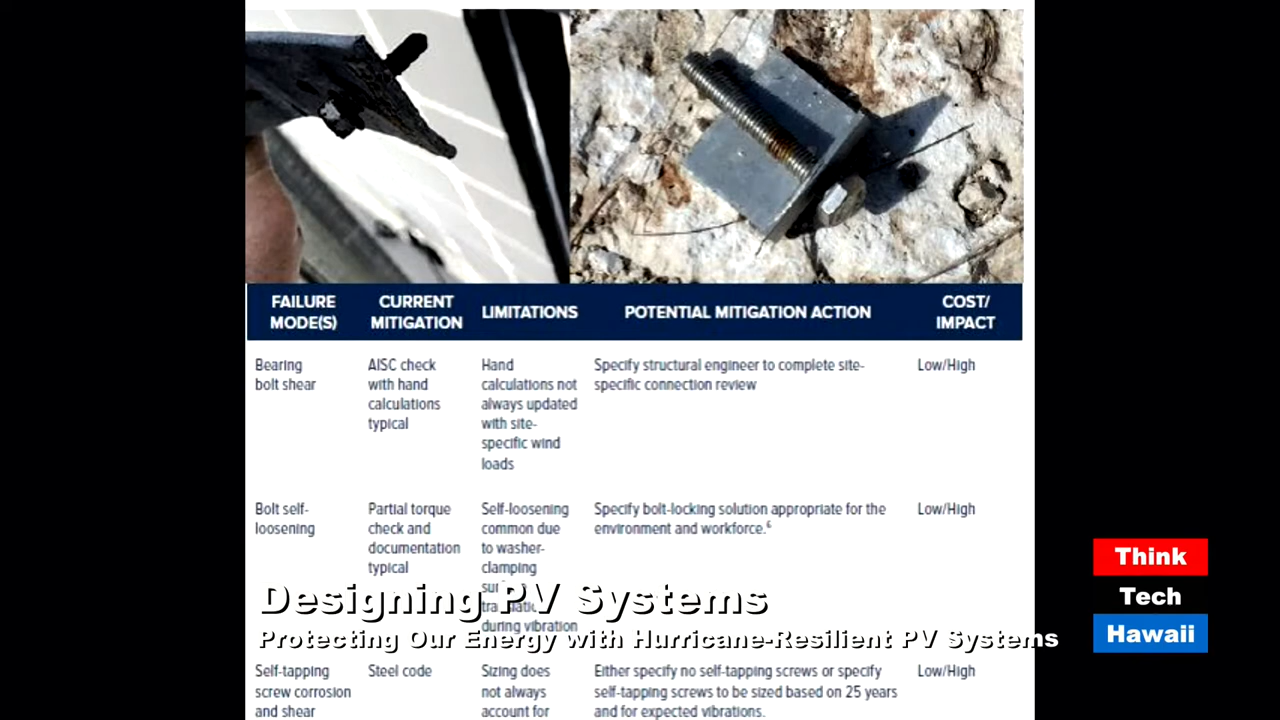 FAILURE MODE(S)
CURRENT MITIGATION
LIMITATIONS
POTENTIAL MITIGATION ACTION
COST/ IMPACT
Bearing
bolt shear
AISC check
with hand
calculations
typical
Hand
calculations not
always updated
with site-
specific wind
loads
Specify structural engineer to complete site-
specific connection review
Low/High
Bolt self-
loosening
Partial torque
check and
documentation
typical
Self-loosening
common due
to washer-
clamping
during vibration
Specify bolt-locking solution appropriate for the
environment and workforce.⁶
Low/High
Designing PV Systems
Protecting Our Energy with Hurricane-Resilient PV Systems
Self-tapping
screw corrosion
and shear
Steel code
Sizing does
not always
account for
Either specify no self-tapping screws or specify
self-tapping screws to be sized based on 25 years
and for expected vibrations.
Low/High
Think
Tech
Hawaii